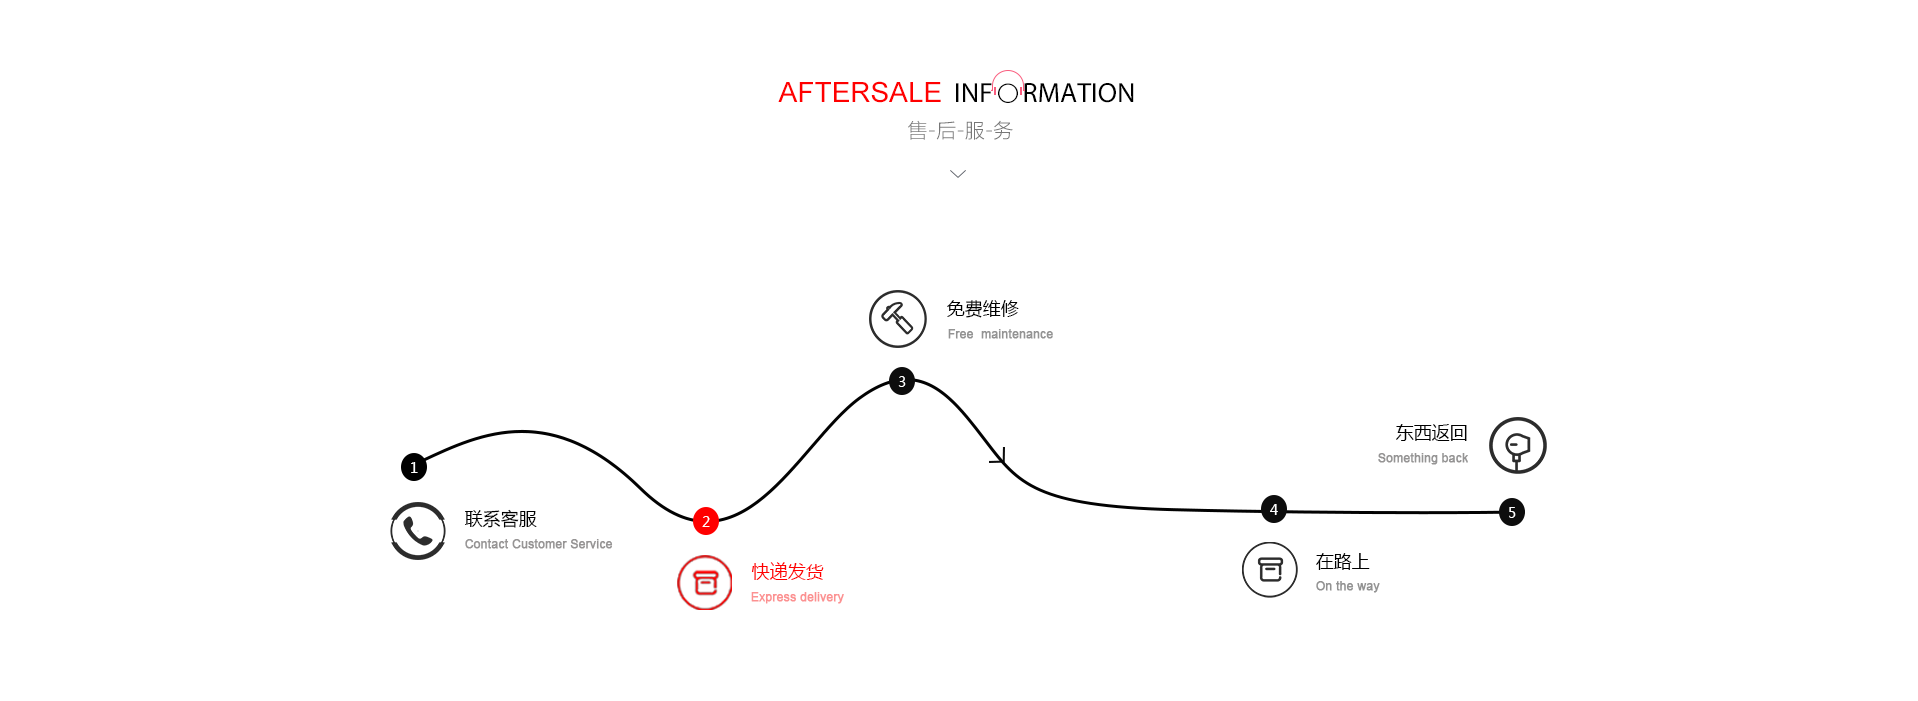 AFTERSALE INFORMATION
售-后-服-务
3
免费维修
Free maintenance
1
联系客服
Contact Customer Service
2
快递发货
Express delivery
4
在路上
On the way
5
东西返回
Something back